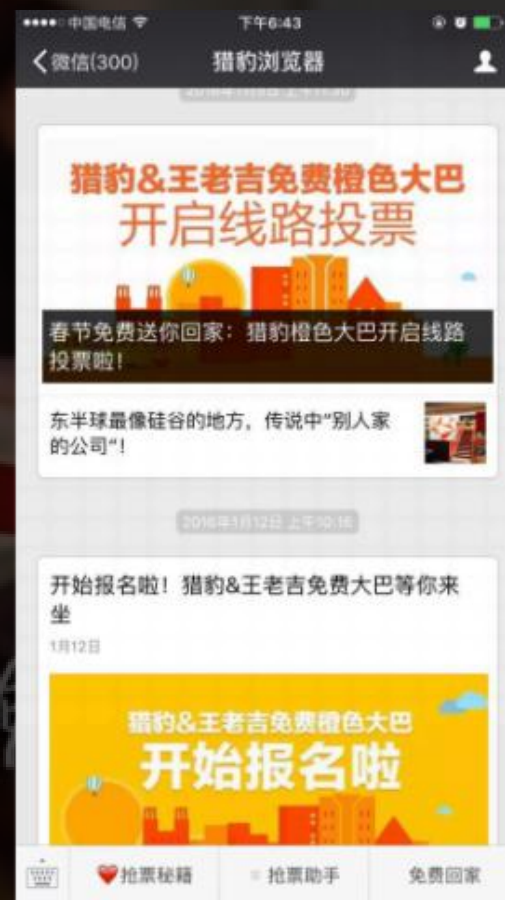 中国电信 下午6:43
微信(300) 猎豹浏览器
猎豹&王老吉免费橙色大巴
开启线路投票
春节免费送你回家：猎豹橙色大巴开启线路
投票啦！
东半球最像硅谷的地方，传说中“别人家
的公司”！
2016年1月12日 上午10:16
开始报名啦！猎豹&王老吉免费大巴等你来
坐
1月12日
猎豹&王老吉免费橙色大巴
开始报名啦
抢票秘籍 抢票助手 免费回家